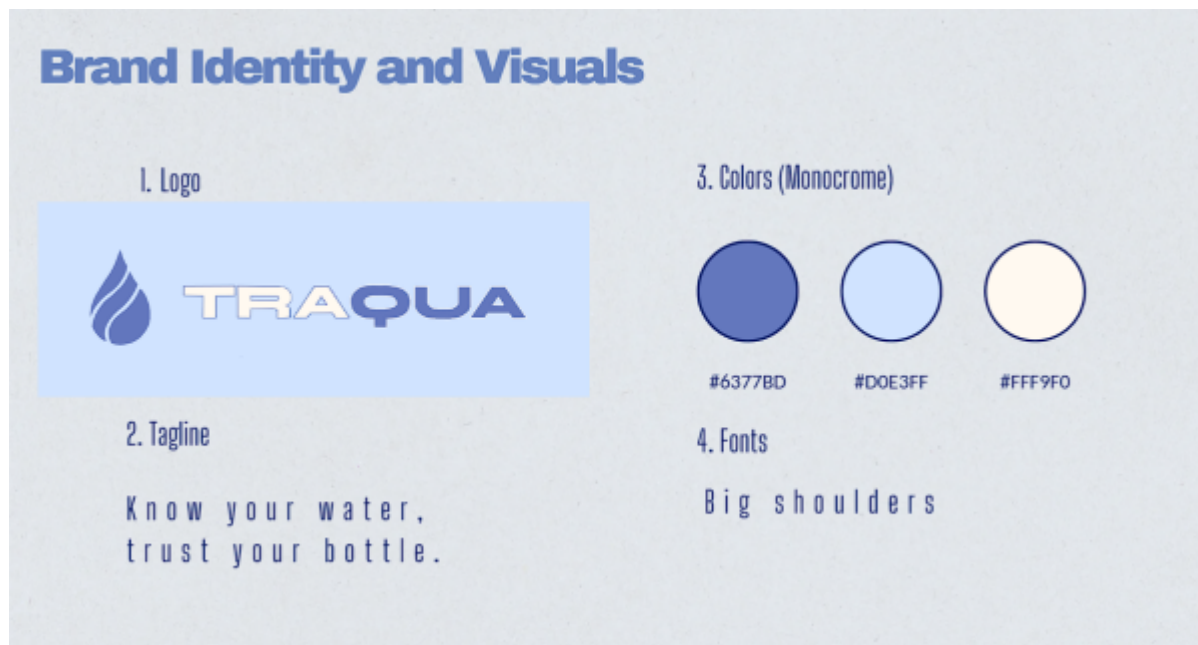 Brand Identity and Visuals
1. Logo
TRAQUA
2. Tagline
Know your water,
trust your bottle.
3. Colors (Monocrome)
#6377BD #D0E3FF #FFF9F0
4. Fonts
Big shoulders